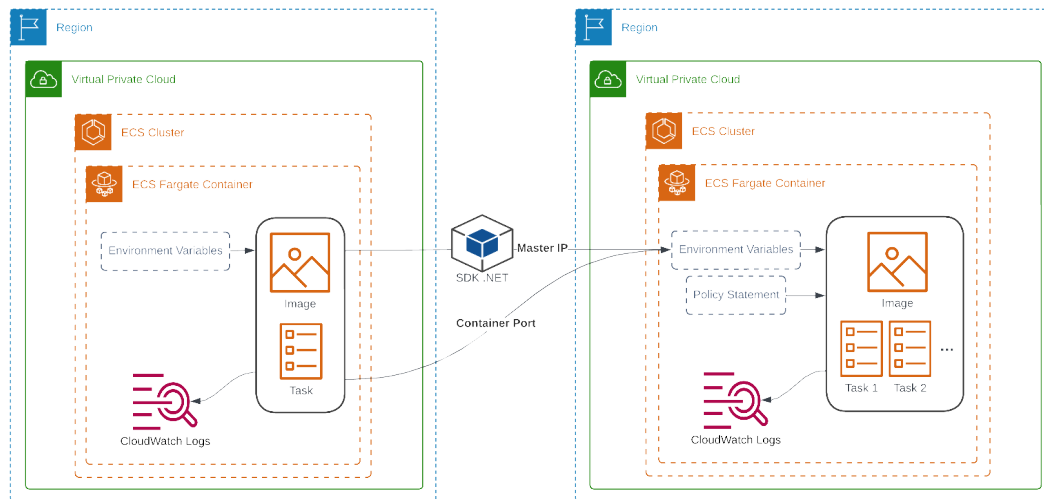 Region
Virtual Private Cloud
ECS Cluster
ECS Fargate Container
Environment Variables
Image
Task
CloudWatch Logs
SDK .NET
Master IP
Container Port
Region
Virtual Private Cloud
ECS Cluster
ECS Fargate Container
Environment Variables
Policy Statement
Image
Task 1
Task 2
...
CloudWatch Logs